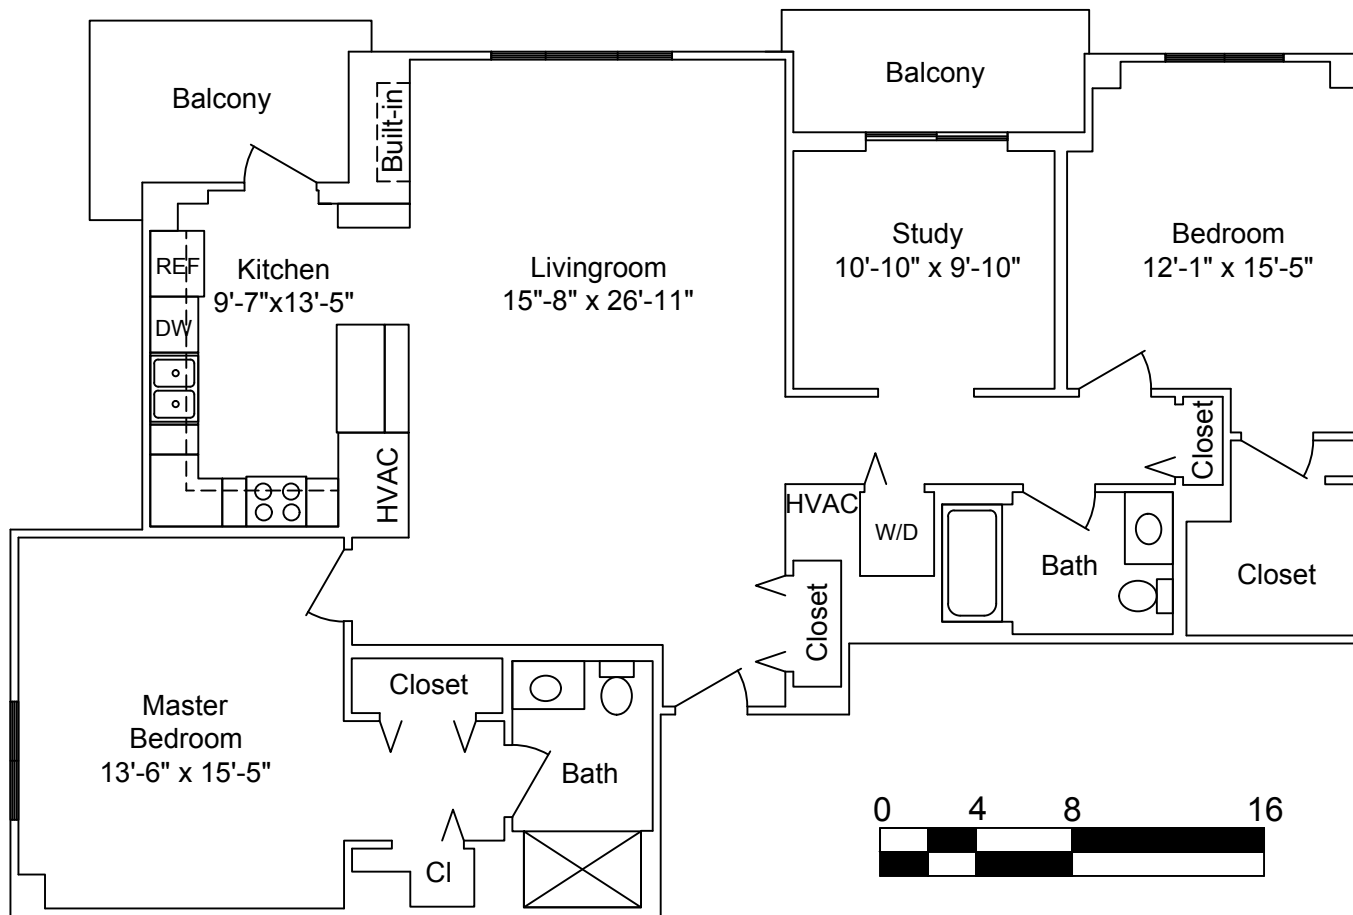 Balcony
Built-in
Balcony
REF
Kitchen
9'-7"x13'-5"
DW
Livingroom
15"-8" x 26'-11"
Study
10'-10" x 9'-10"
Bedroom
12'-1" x 15'-5"
HVAC
Closet
HVAC
W/D
Bath
Closet
Closet
Closet
Master
Bedroom
13'-6" x 15'-5"
Bath
Cl
0 4 8 16